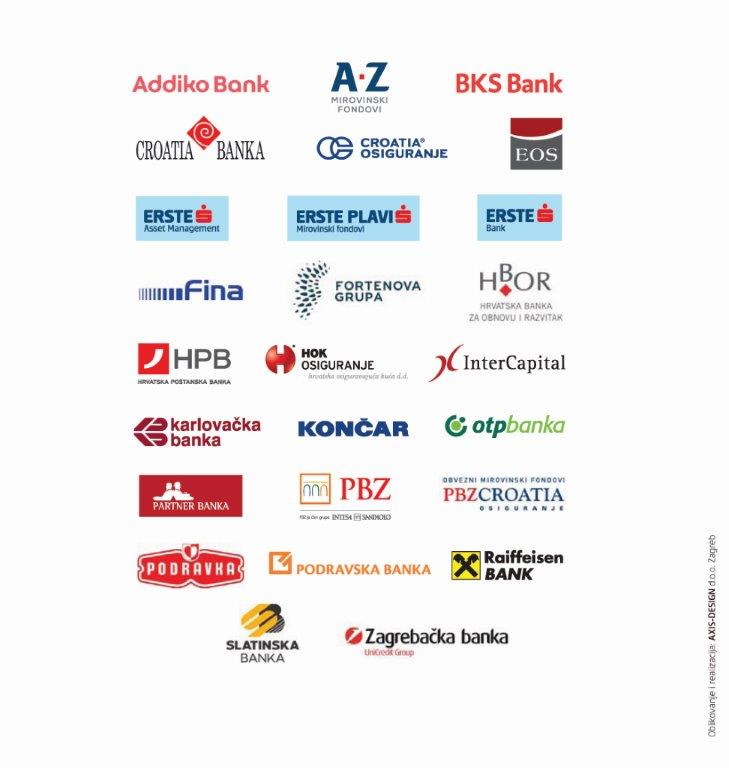 Addiko Bank
A·Z
MIROVINSKI
FONDOVI
BKS Bank
CROATIA BANKA
CROATIA®
OSIGURANJE
EOS
ERSTE
Asset Management
ERSTE PLAVI
Mirovinski fondovi
ERSTE
Bank
Fina
FORTENOVA
GRUPA
HBOR
HRVATSKA BANKA
ZA OBNOVU I RAZVITAK
HPB
HRVATSKA POŠTANSKA BANKA
HOK
OSIGURANJE
hrvatska osiguravajuća kuća d.d.
InterCapital
karlovačka
banka
KONČAR
otpbanka
PARTNER BANKA
PBZ
PBZ je član grupe INTESA SANPAOLO
OBVEZNI MIROVINSKI FONDOVI
PBZCROATIA
OSIGURANJE
PODRAVKA
PODRAVSKA BANKA
Raiffeisen
BANK
SLATINSKA
BANKA
Zagrebačka banka
UniCredit Group
Oblikovanje i realizacija: AXIS-DESIGN d.o.o. Zagreb